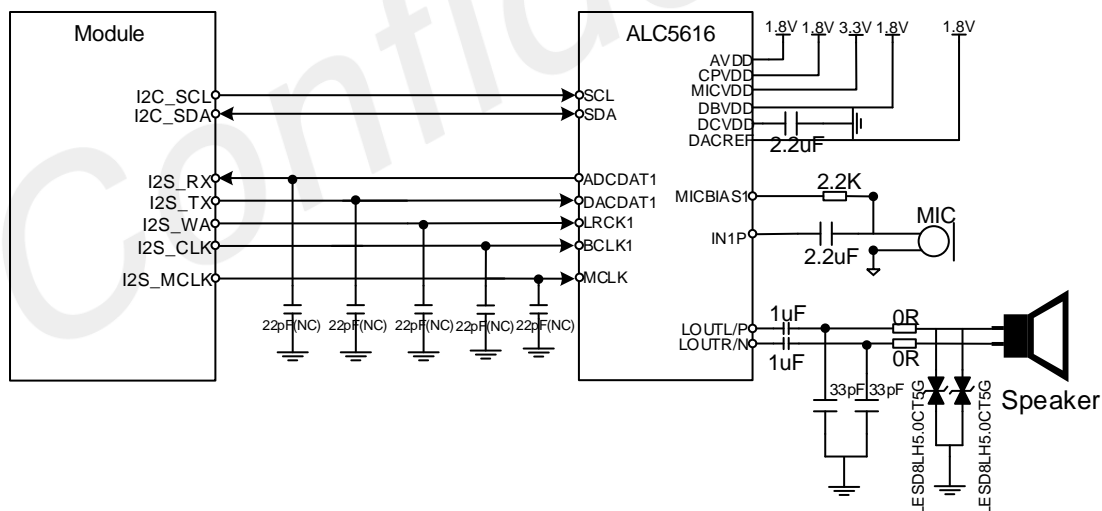 Confid
Module
ALC5616
1.8V 1.8V 3.3V 1.8V 1.8V
AVDD
CPVDD
MICVDD
DBVDD
DCVDD
DACREF
2.2uF
I2C_SCL
SCL
I2C_SDA
SDA
I2S_RX
ADCDAT1
I2S_TX
DACDAT1
I2S_WA
LRCK1
I2S_CLK
BCLK1
I2S_MCLK
MCLK
MICBIAS1
2.2K
IN1P
2.2uF
MIC
22pF(NC) 22pF(NC) 22pF(NC) 22pF(NC) 22pF(NC)
LOUTL/P
1uF
0R
LOUTR/N
1uF
0R
33pF 33pF
LESD8LH5.0CT5G
LESD8LH5.0CT5G
Speaker